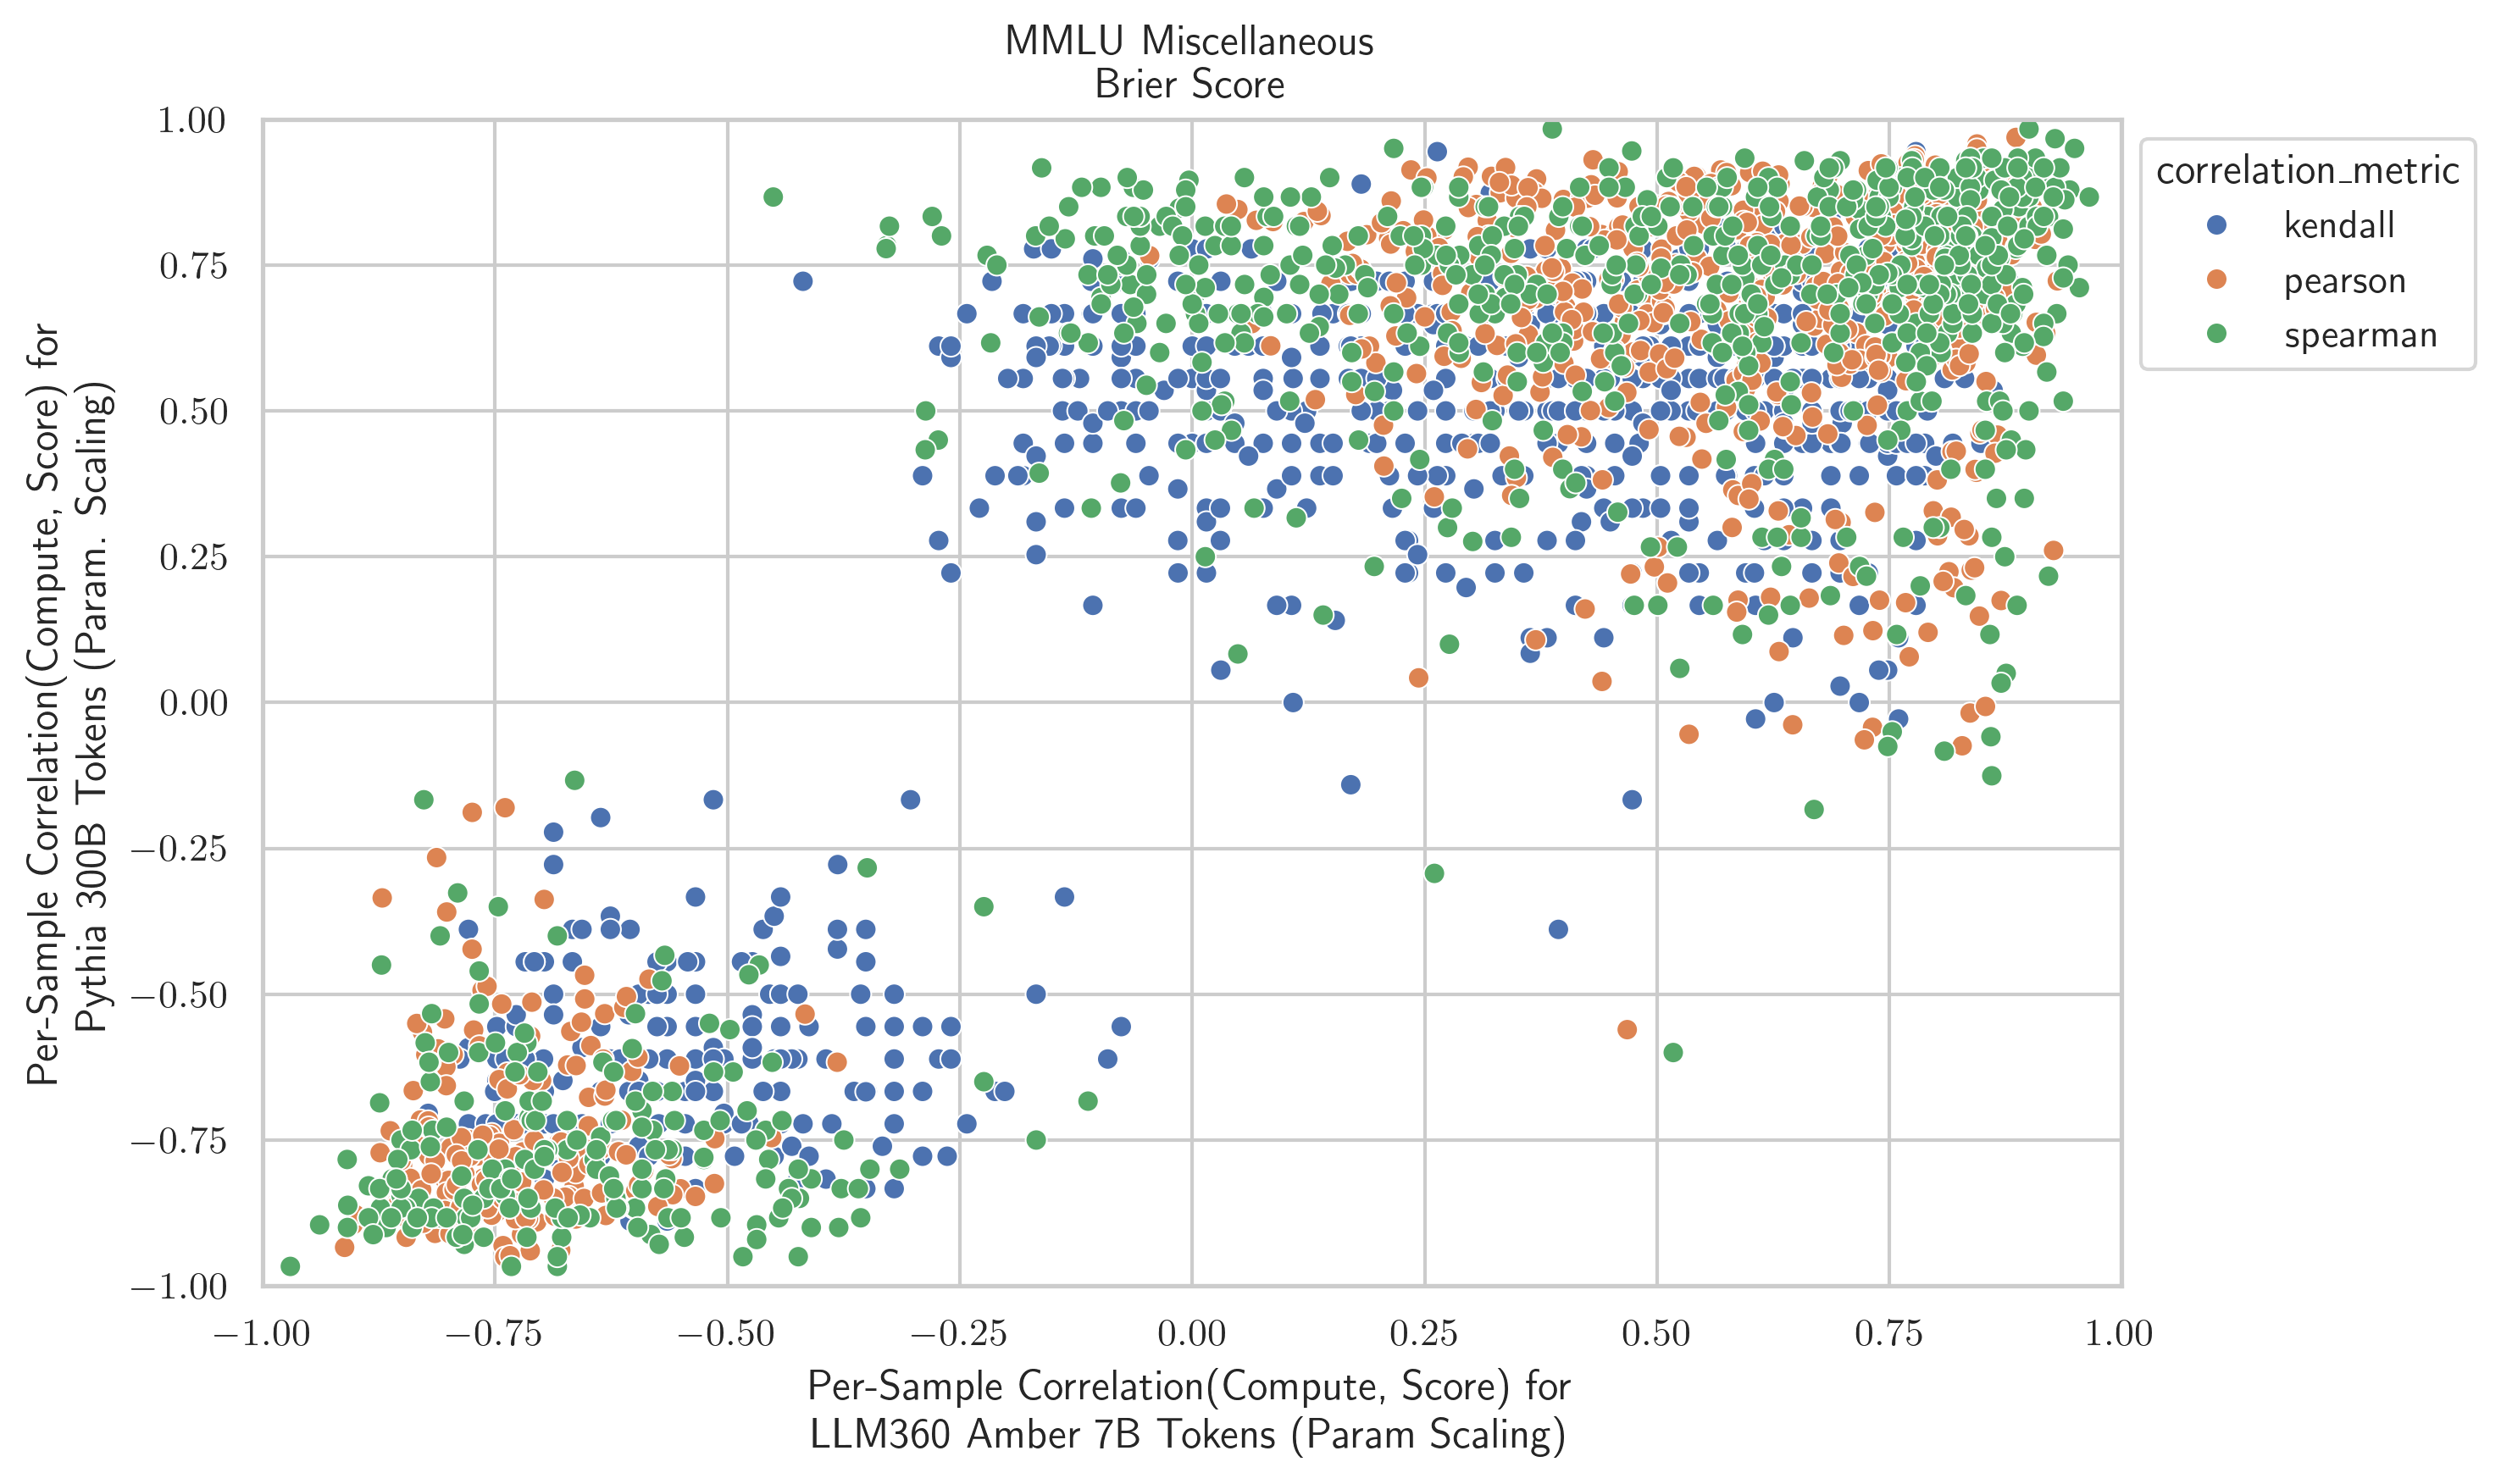 MMLU Miscellaneous
Brier Score
Per-Sample Correlation(Compute, Score) for
Pythia 300B Tokens (Param. Scaling)
1.00
0.75
0.50
0.25
0.00
−0.25
−0.50
−0.75
−1.00
−1.00 −0.75 −0.50 −0.25 0.00 0.25 0.50 0.75 1.00
Per-Sample Correlation(Compute, Score) for
LLM360 Amber 7B Tokens (Param Scaling)
correlation_metric
kendall
pearson
spearman